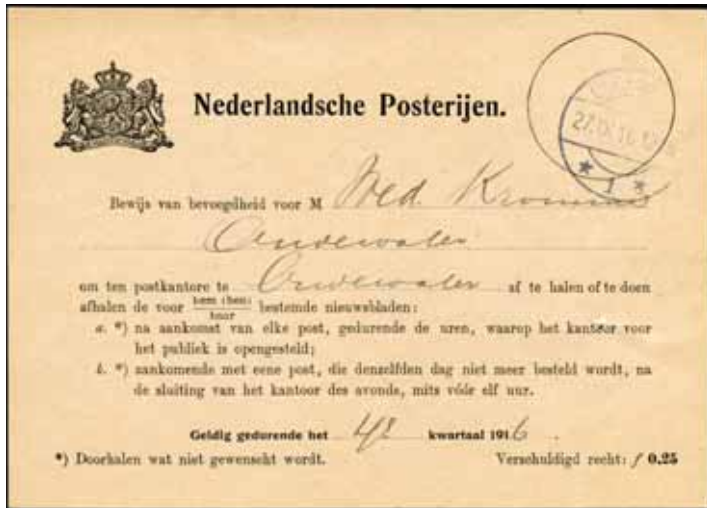 Nederlandsche Posterijen.
27.IX.16
* 1 *
Bewijs van bevoegdheid voor M Wed.
Oudewater
om ten postkantore te Oudewater af te halen of te doen
afhalen de voor hem (hen) haar bestemde nieuwsbladen:
a. *) na aankomst van elke post, gedurende de uren, waarop het kantoor voor
het publiek is opengesteld;
b. *) aankomende met eene post, die denzelfden dag niet meer besteld wordt, na
de sluiting van het kantoor des avonds, mits vóór elf uur.
Geldig gedurende het 4e kwartaal 1916
*) Doorhalen wat niet gewenscht wordt. Verschuldigd recht: f 0,25